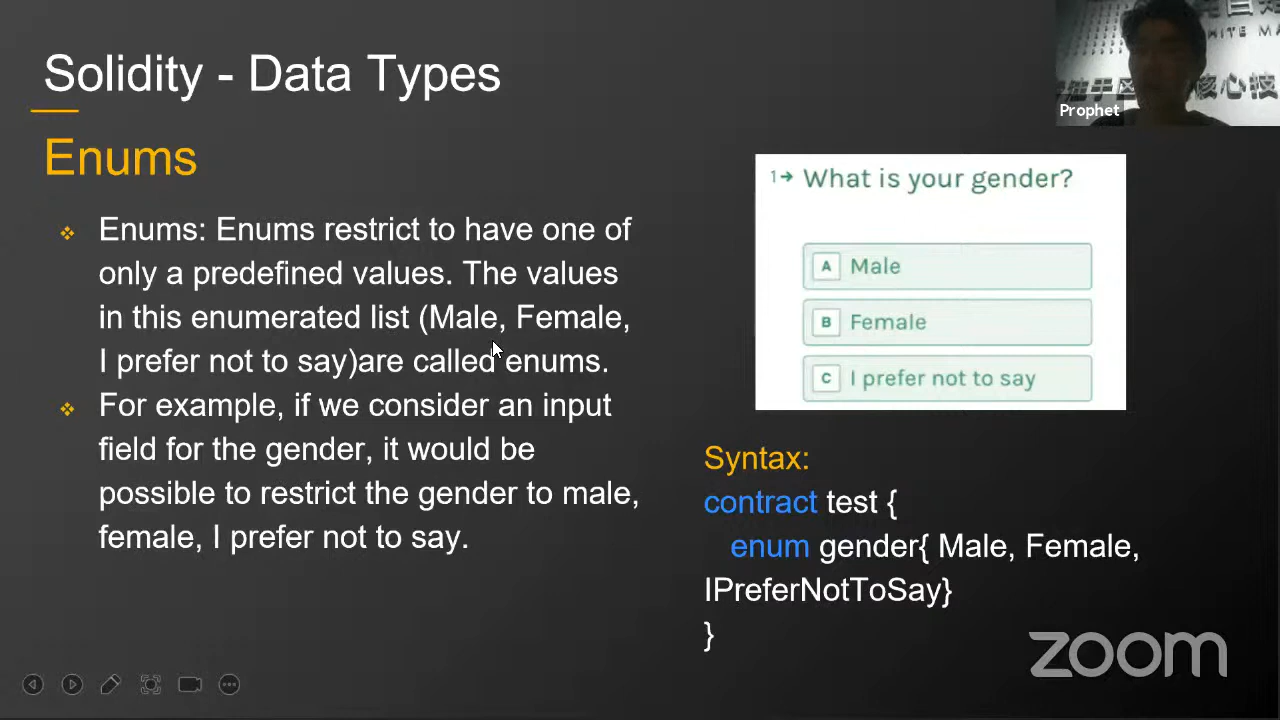 Solidity - Data Types
Enums
Enums: Enums restrict to have one of
only a predefined values. The values
in this enumerated list (Male, Female,
I prefer not to say)are called enums.
For example, if we consider an input
field for the gender, it would be
possible to restrict the gender to male,
female, I prefer not to say.
Prophet
1→ What is your gender?
A Male
B Female
C I prefer not to say
Syntax:
contract test {
enum gender{ Male, Female,
IPreferNotToSay}
}
zoom